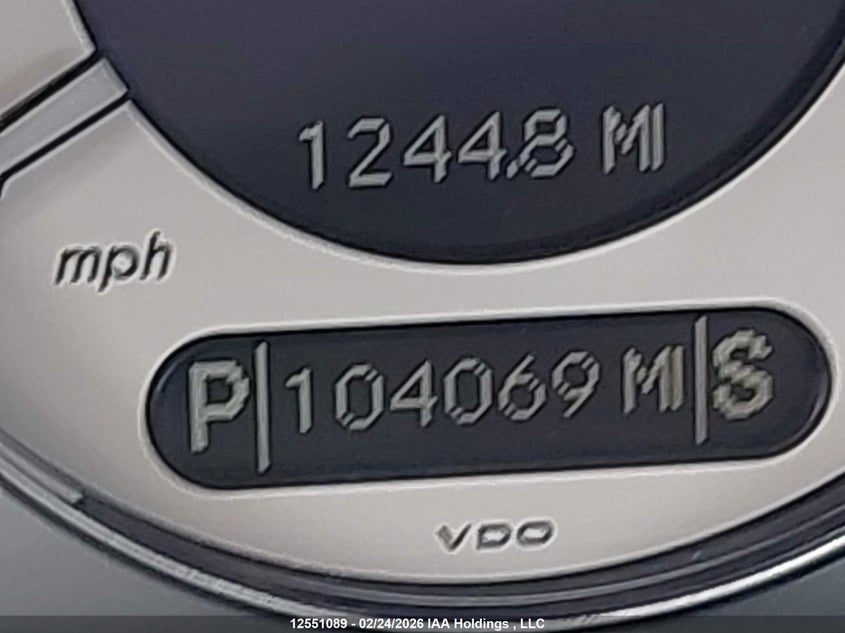 1244.8 MI
mph
P|104069 MI|S
VDO
12551089 - 02/24/2026 IAA Holdings , LLC